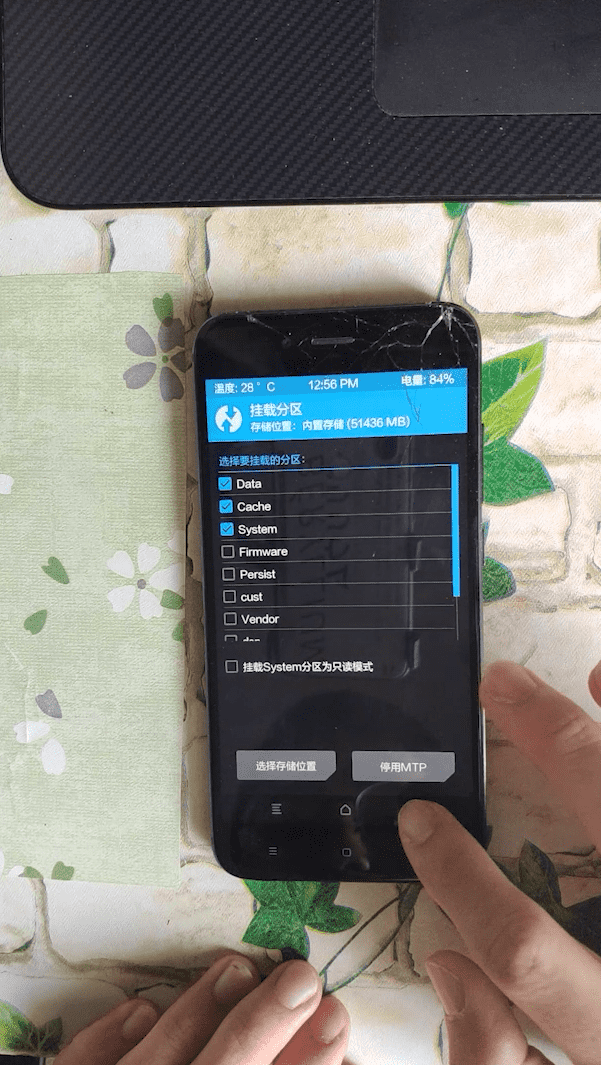 温度: 28 ° C 12:56 PM 电量: 84%
挂载分区
存储位置: 内置存储 (51436 MB)
选择要挂载的分区:
Data
Cache
System
Firmware
Persist
cust
Vendor
挂载System分区为只读模式
选择存储位置 停用MTP